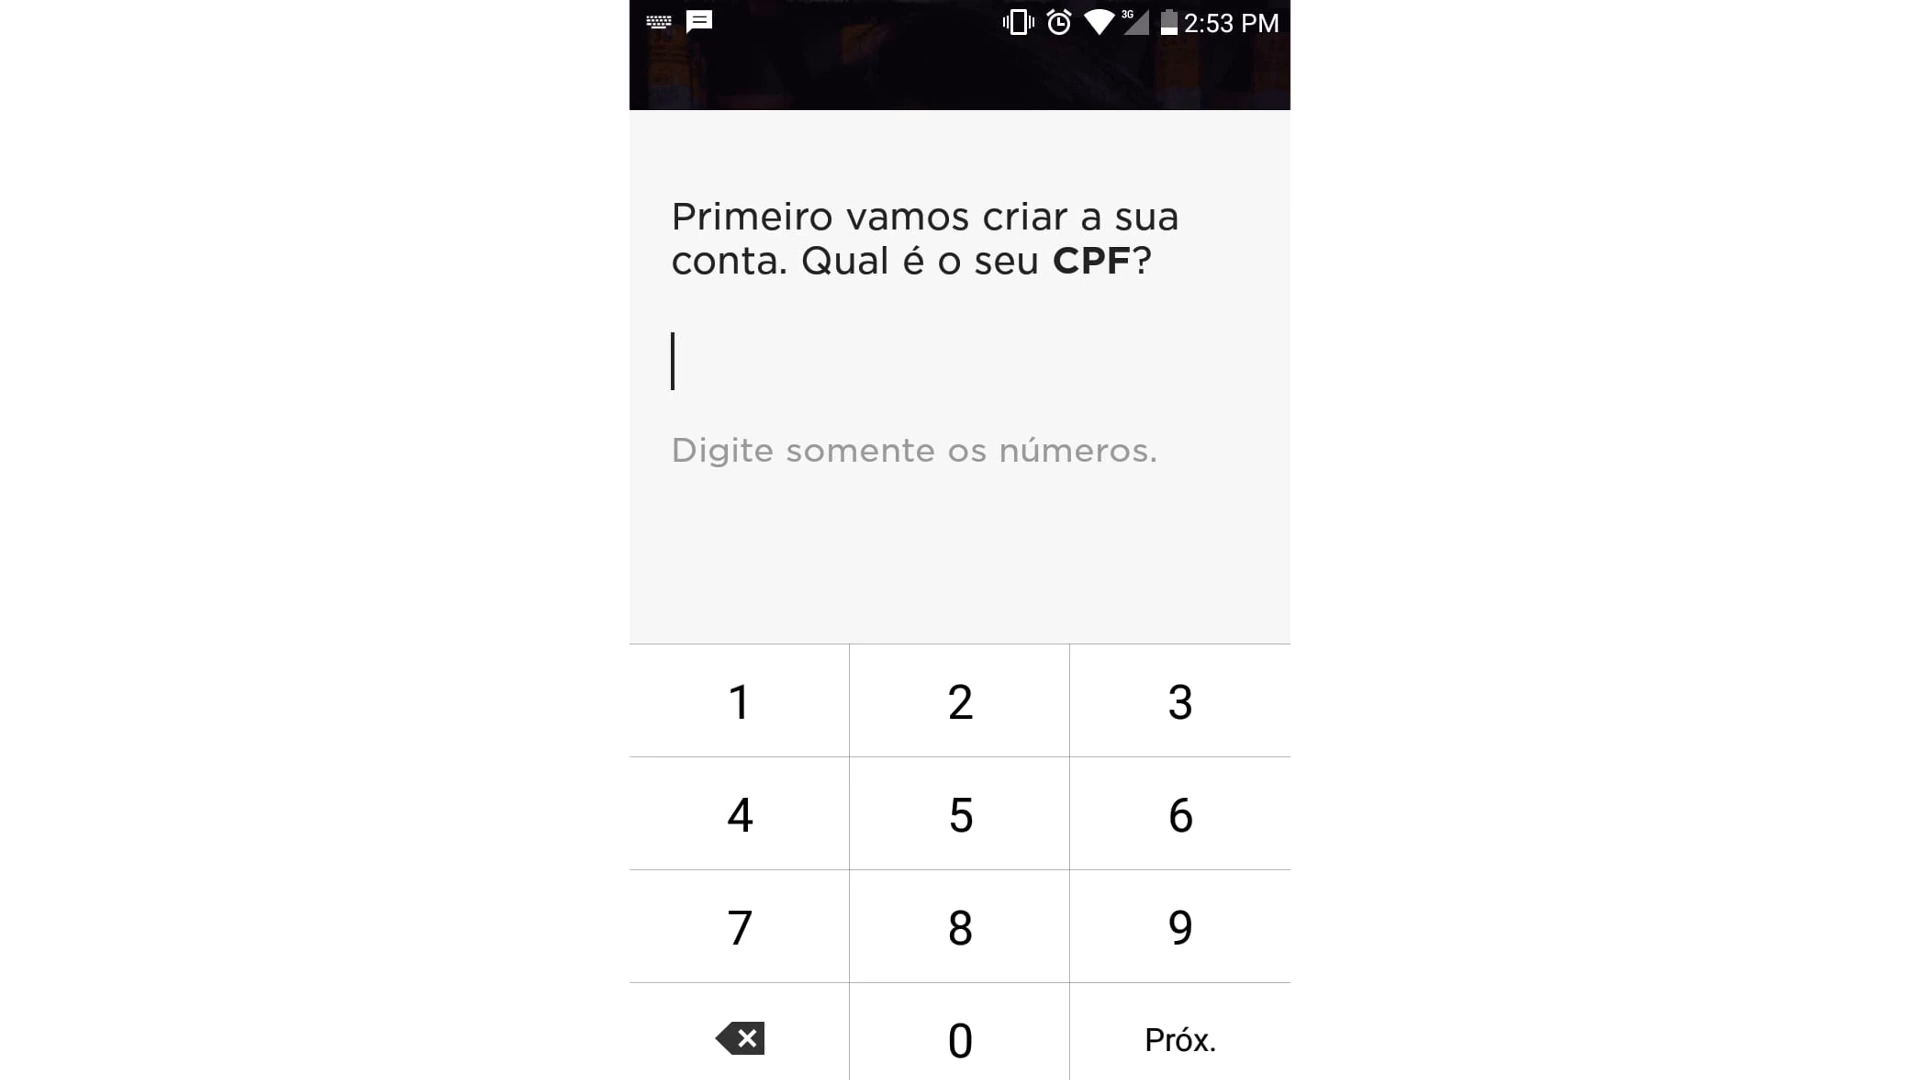 3G 2:53 PM
Primeiro vamos criar a sua
conta. Qual é o seu CPF?
Digite somente os números.
1 2 3
4 5 6
7 8 9
0 Próx.